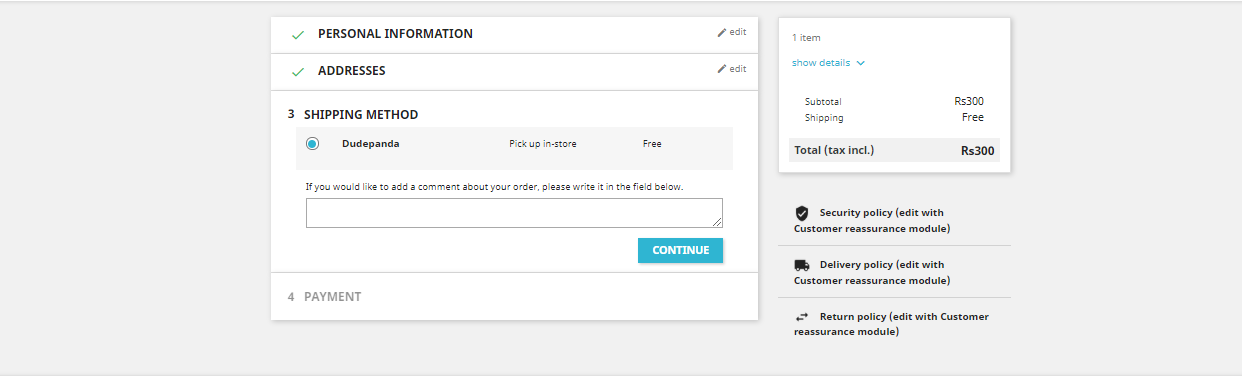 PERSONAL INFORMATION
edit
ADDRESSES
edit
3 SHIPPING METHOD
Dudepanda Pick up in-store Free
If you would like to add a comment about your order, please write it in the field below.
CONTINUE
4 PAYMENT
1 item
show details
Subtotal Rs300
Shipping Free
Total (tax incl.) Rs300
Security policy (edit with
Customer reassurance module)
Delivery policy (edit with
Customer reassurance module)
Return policy (edit with Customer
reassurance module)